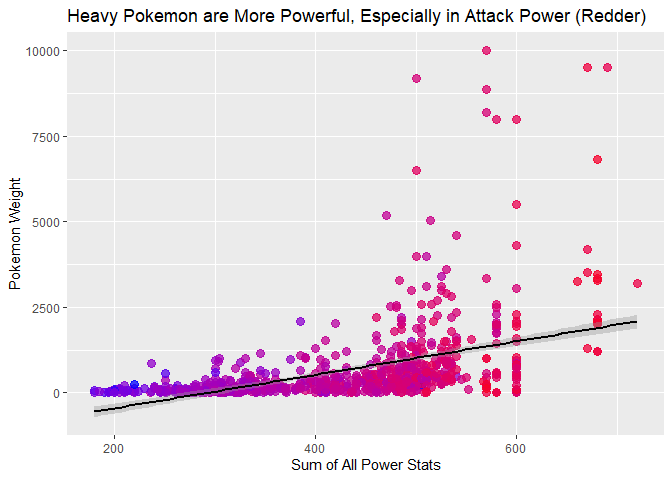 Heavy Pokemon are More Powerful, Especially in Attack Power (Redder)
10000
7500
5000
2500
0
Pokemon Weight
200 400 600
Sum of All Power Stats